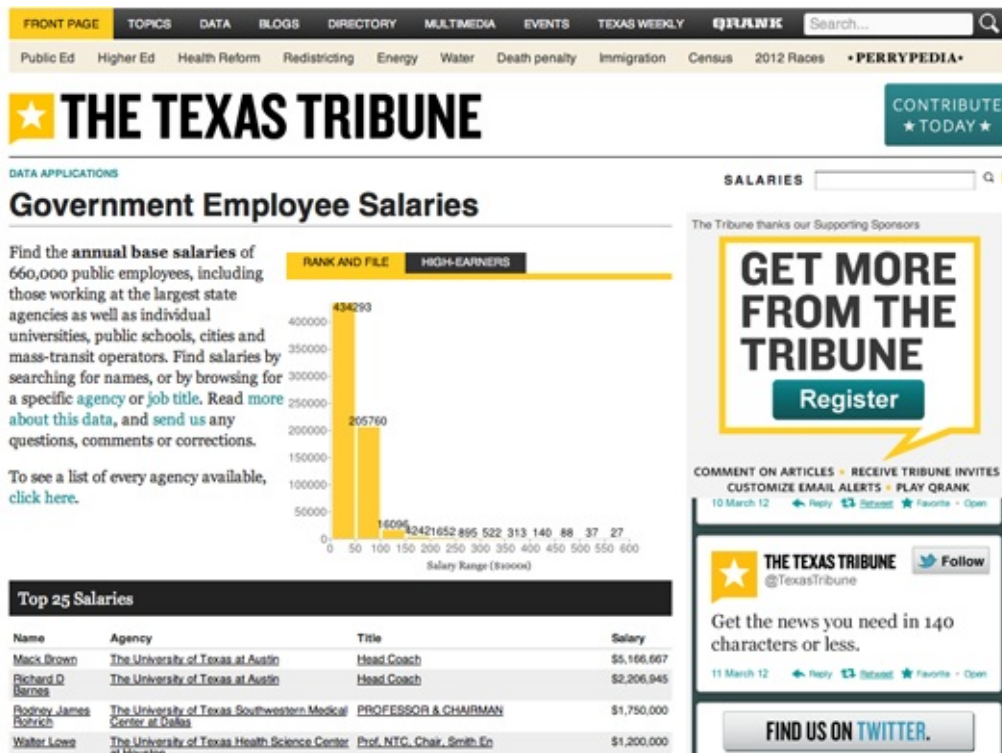 FRONT PAGE TOPICS DATA BLOGS DIRECTORY MULTIMEDIA EVENTS TEXAS WEEKLY QRANK Search...
Public Ed Higher Ed Health Reform Redistricting Energy Water Death penalty Immigration Census 2012 Races •PERRYPEDIA•
THE TEXAS TRIBUNE
CONTRIBUTE
★TODAY★
DATA APPLICATIONS
Government Employee Salaries
Find the annual base salaries of
660,000 public employees, including
those working at the largest state
agencies as well as individual
universities, public schools, cities and
mass-transit operators. Find salaries by
searching for names, or by browsing for
a specific agency or job title. Read more
about this data, and send us any
questions, comments or corrections.
To see a list of every agency available,
click here.
RANK AND FILE HIGH-EARNERS
434293
400000
350000
300000
250000
205760
200000
150000
100000
50000
16096 4242 1652 895 522 313 140 88 37 27
0
0 50 100 150 200 250 300 350 400 450 500 550 600
Salary Range ($1000s)
Top 25 Salaries
Name Agency Title Salary
Mack Brown The University of Texas at Austin Head Coach $5,166,667
Richard D The University of Texas at Austin Head Coach $2,206,945
Barnes
Rodney James The University of Texas Southwestern Medical PROFESSOR & CHAIRMAN $1,750,000
Rohrich Center at Dallas
Walter Lowe The University of Texas Health Science Center Prof, NTC, Chair, Smith En $1,200,000
at Houston
SALARIES
The Tribune thanks our Supporting Sponsors
GET MORE
FROM THE
TRIBUNE
Register
COMMENT ON ARTICLES • RECEIVE TRIBUNE INVITES
CUSTOMIZE EMAIL ALERTS • PLAY QRANK
10 March 12 Reply Retweet Favorite · Open
THE TEXAS TRIBUNE Follow
@TexasTribune
Get the news you need in 140
characters or less.
11 March 12 Reply Retweet Favorite · Open
FIND US ON TWITTER.